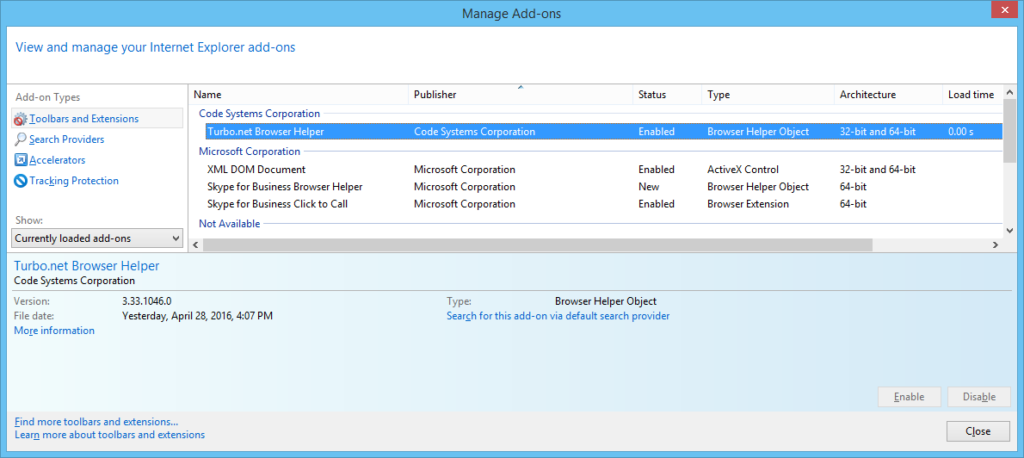 Manage Add-ons
View and manage your Internet Explorer add-ons
Add-on Types
Toolbars and Extensions
Search Providers
Accelerators
Tracking Protection
Show:
Currently loaded add-ons
Name Publisher Status Type Architecture Load time
Code Systems Corporation
Turbo.net Browser Helper Code Systems Corporation Enabled Browser Helper Object 32-bit and 64-bit 0.00 s
Microsoft Corporation
XML DOM Document Microsoft Corporation Enabled ActiveX Control 32-bit and 64-bit
Skype for Business Browser Helper Microsoft Corporation New Browser Helper Object 64-bit
Skype for Business Click to Call Microsoft Corporation Enabled Browser Extension 64-bit
Not Available
Turbo.net Browser Helper
Code Systems Corporation
Version: 3.33.1046.0 Type: Browser Helper Object
File date: Yesterday, April 28, 2016, 4:07 PM Search for this add-on via default search provider
More information
Enable Disable
Find more toolbars and extensions...
Learn more about toolbars and extensions
Close